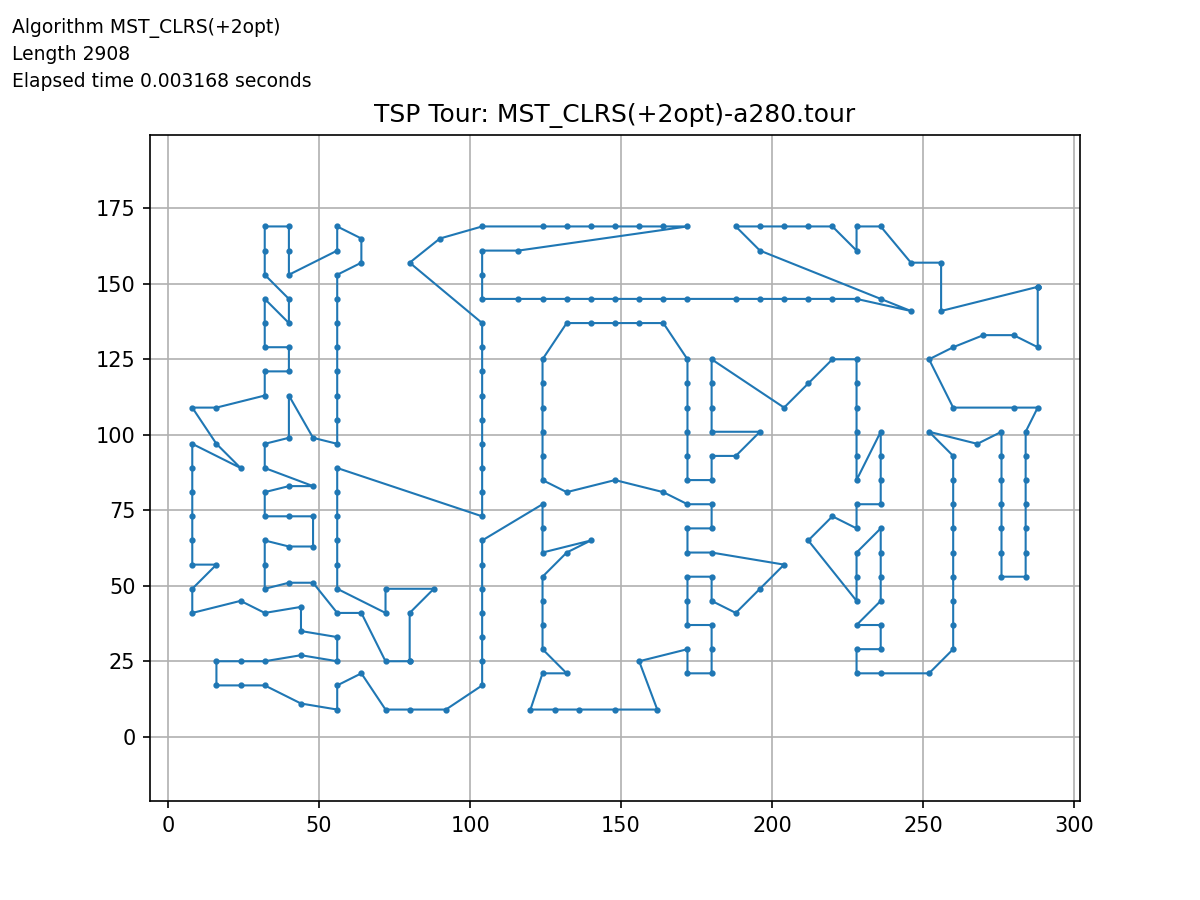 Algorithm MST_CLRS(+2opt)
Length 2908
Elapsed time 0.003168 seconds
TSP Tour: MST_CLRS(+2opt)-a280.tour
175
150
125
100
75
50
25
0
0 50 100 150 200 250 300